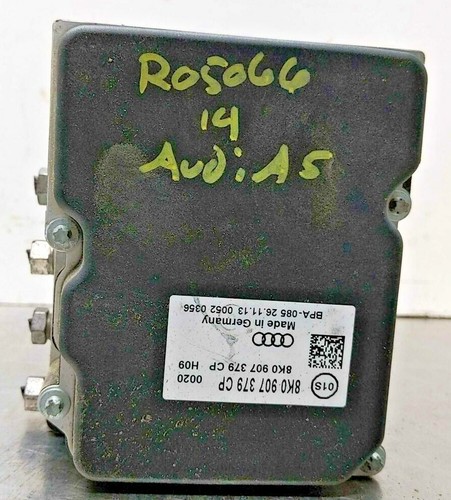 R05066
14
Audi A5
01S 8K0 907 379 CP
0020
8K0 907 379 CP H09
Made in Germany
BPA-085 26.11.13 0052 0356